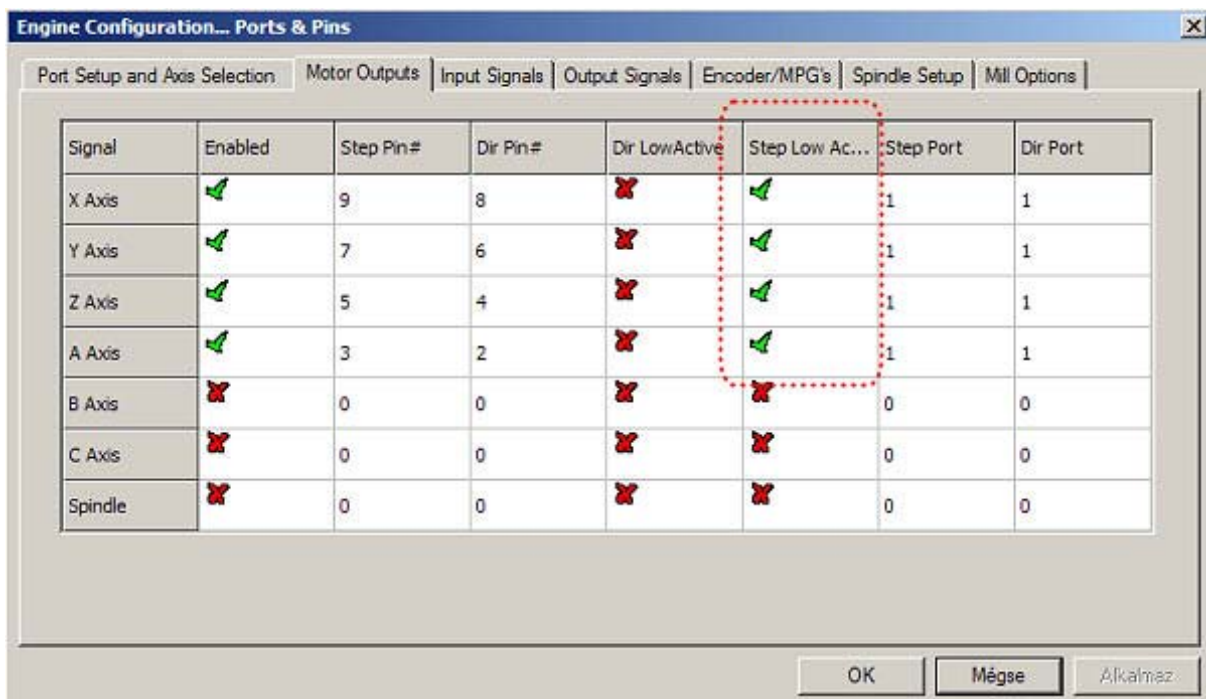 Engine Configuration... Ports & Pins
Port Setup and Axis Selection Motor Outputs Input Signals Output Signals Encoder/MPG's Spindle Setup Mill Options
Signal Enabled Step Pin# Dir Pin# Dir LowActive Step Low Ac... Step Port Dir Port
X Axis 9 8 1 1
Y Axis 7 6 1 1
Z Axis 5 4 1 1
A Axis 3 2 1 1
B Axis 0 0 0 0
C Axis 0 0 0 0
Spindle 0 0 0 0
OK Mégse Alkalmaz